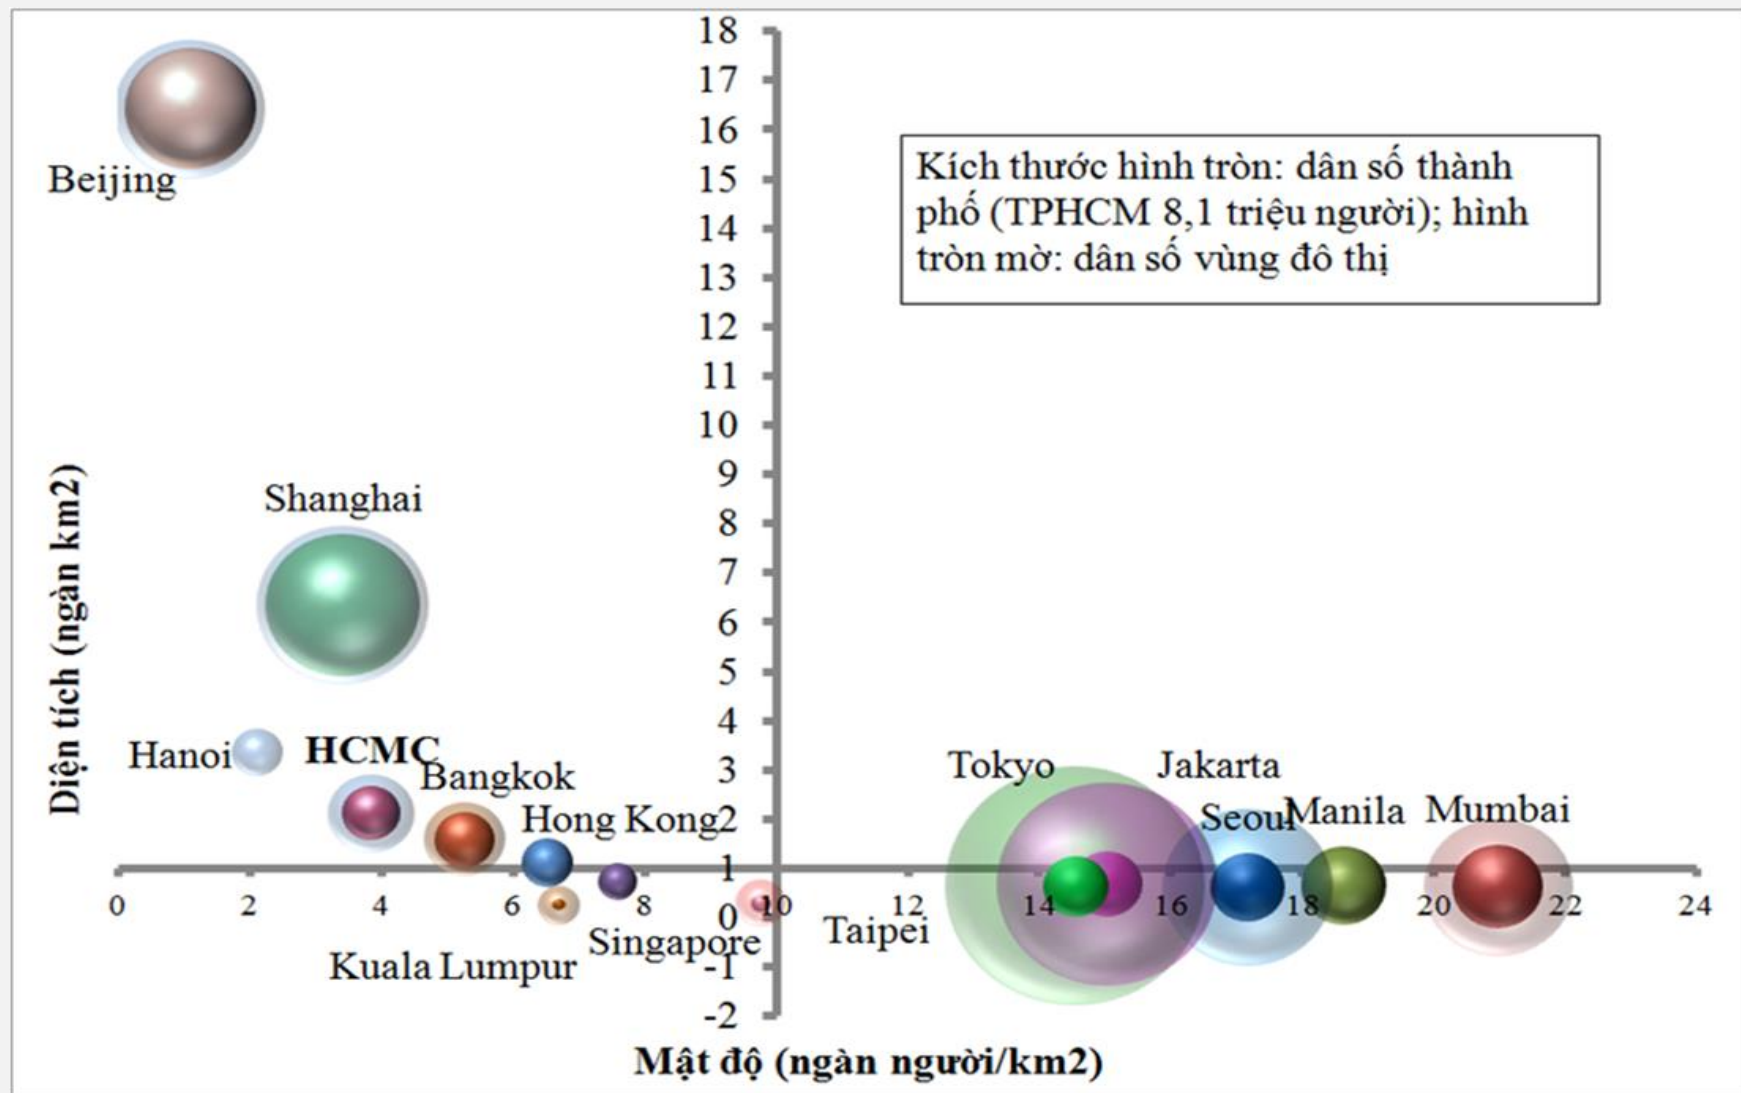 18
17
16
15
14
13
12
11
10
9
8
7
6
5
4
3
2
1
0
-1
-2
Beijing
Kích thước hình tròn: dân số thành
phố (TPHCM 8,1 triệu người); hình
tròn mờ: dân số vùng đô thị
Diện tích (ngàn km2)
Shanghai
Hanoi
HCMC
Bangkok
Hong Kong
Tokyo
Jakarta
Seoul
Manila
Mumbai
0 2 4 6 8 10 12 14 16 18 20 22 24
Kuala Lumpur
Singapore
Taipei
Mật độ (ngàn người/km2)